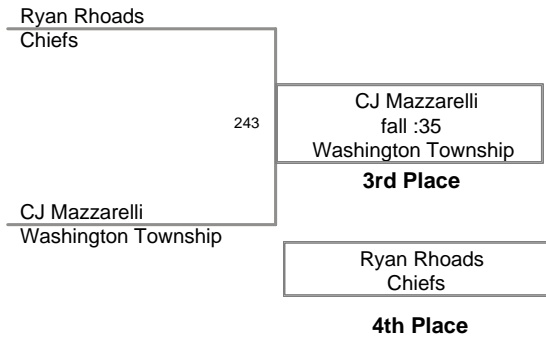 Ryan Rhoads
Chiefs
243
CJ Mazzarelli
fall :35
Washington Township
3rd Place
CJ Mazzarelli
Washington Township
Ryan Rhoads
Chiefs
4th Place